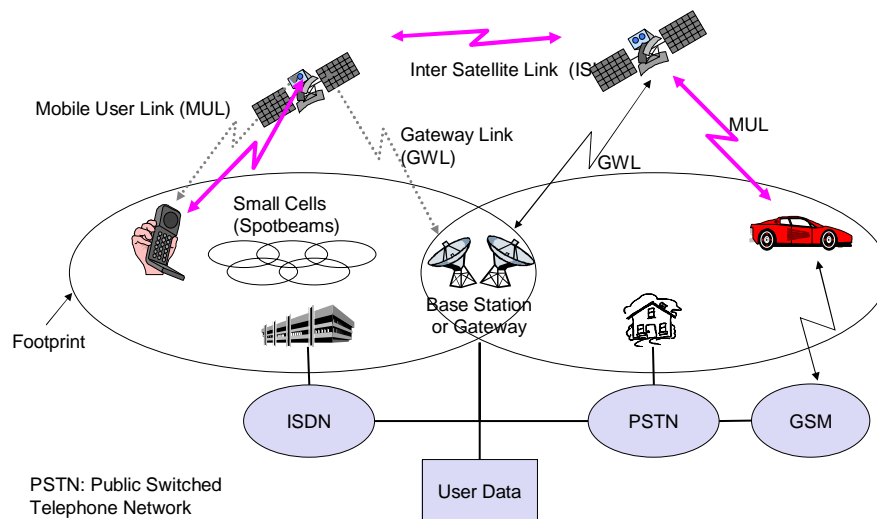 Inter Satellite Link (IS
Mobile User Link (MUL)
MUL
Gateway Link
(GWL)
GWL
Small Cells
(Spotbeams)
Base Station
or Gateway
Footprint
ISDN
PSTN
GSM
PSTN: Public Switched
Telephone Network
User Data